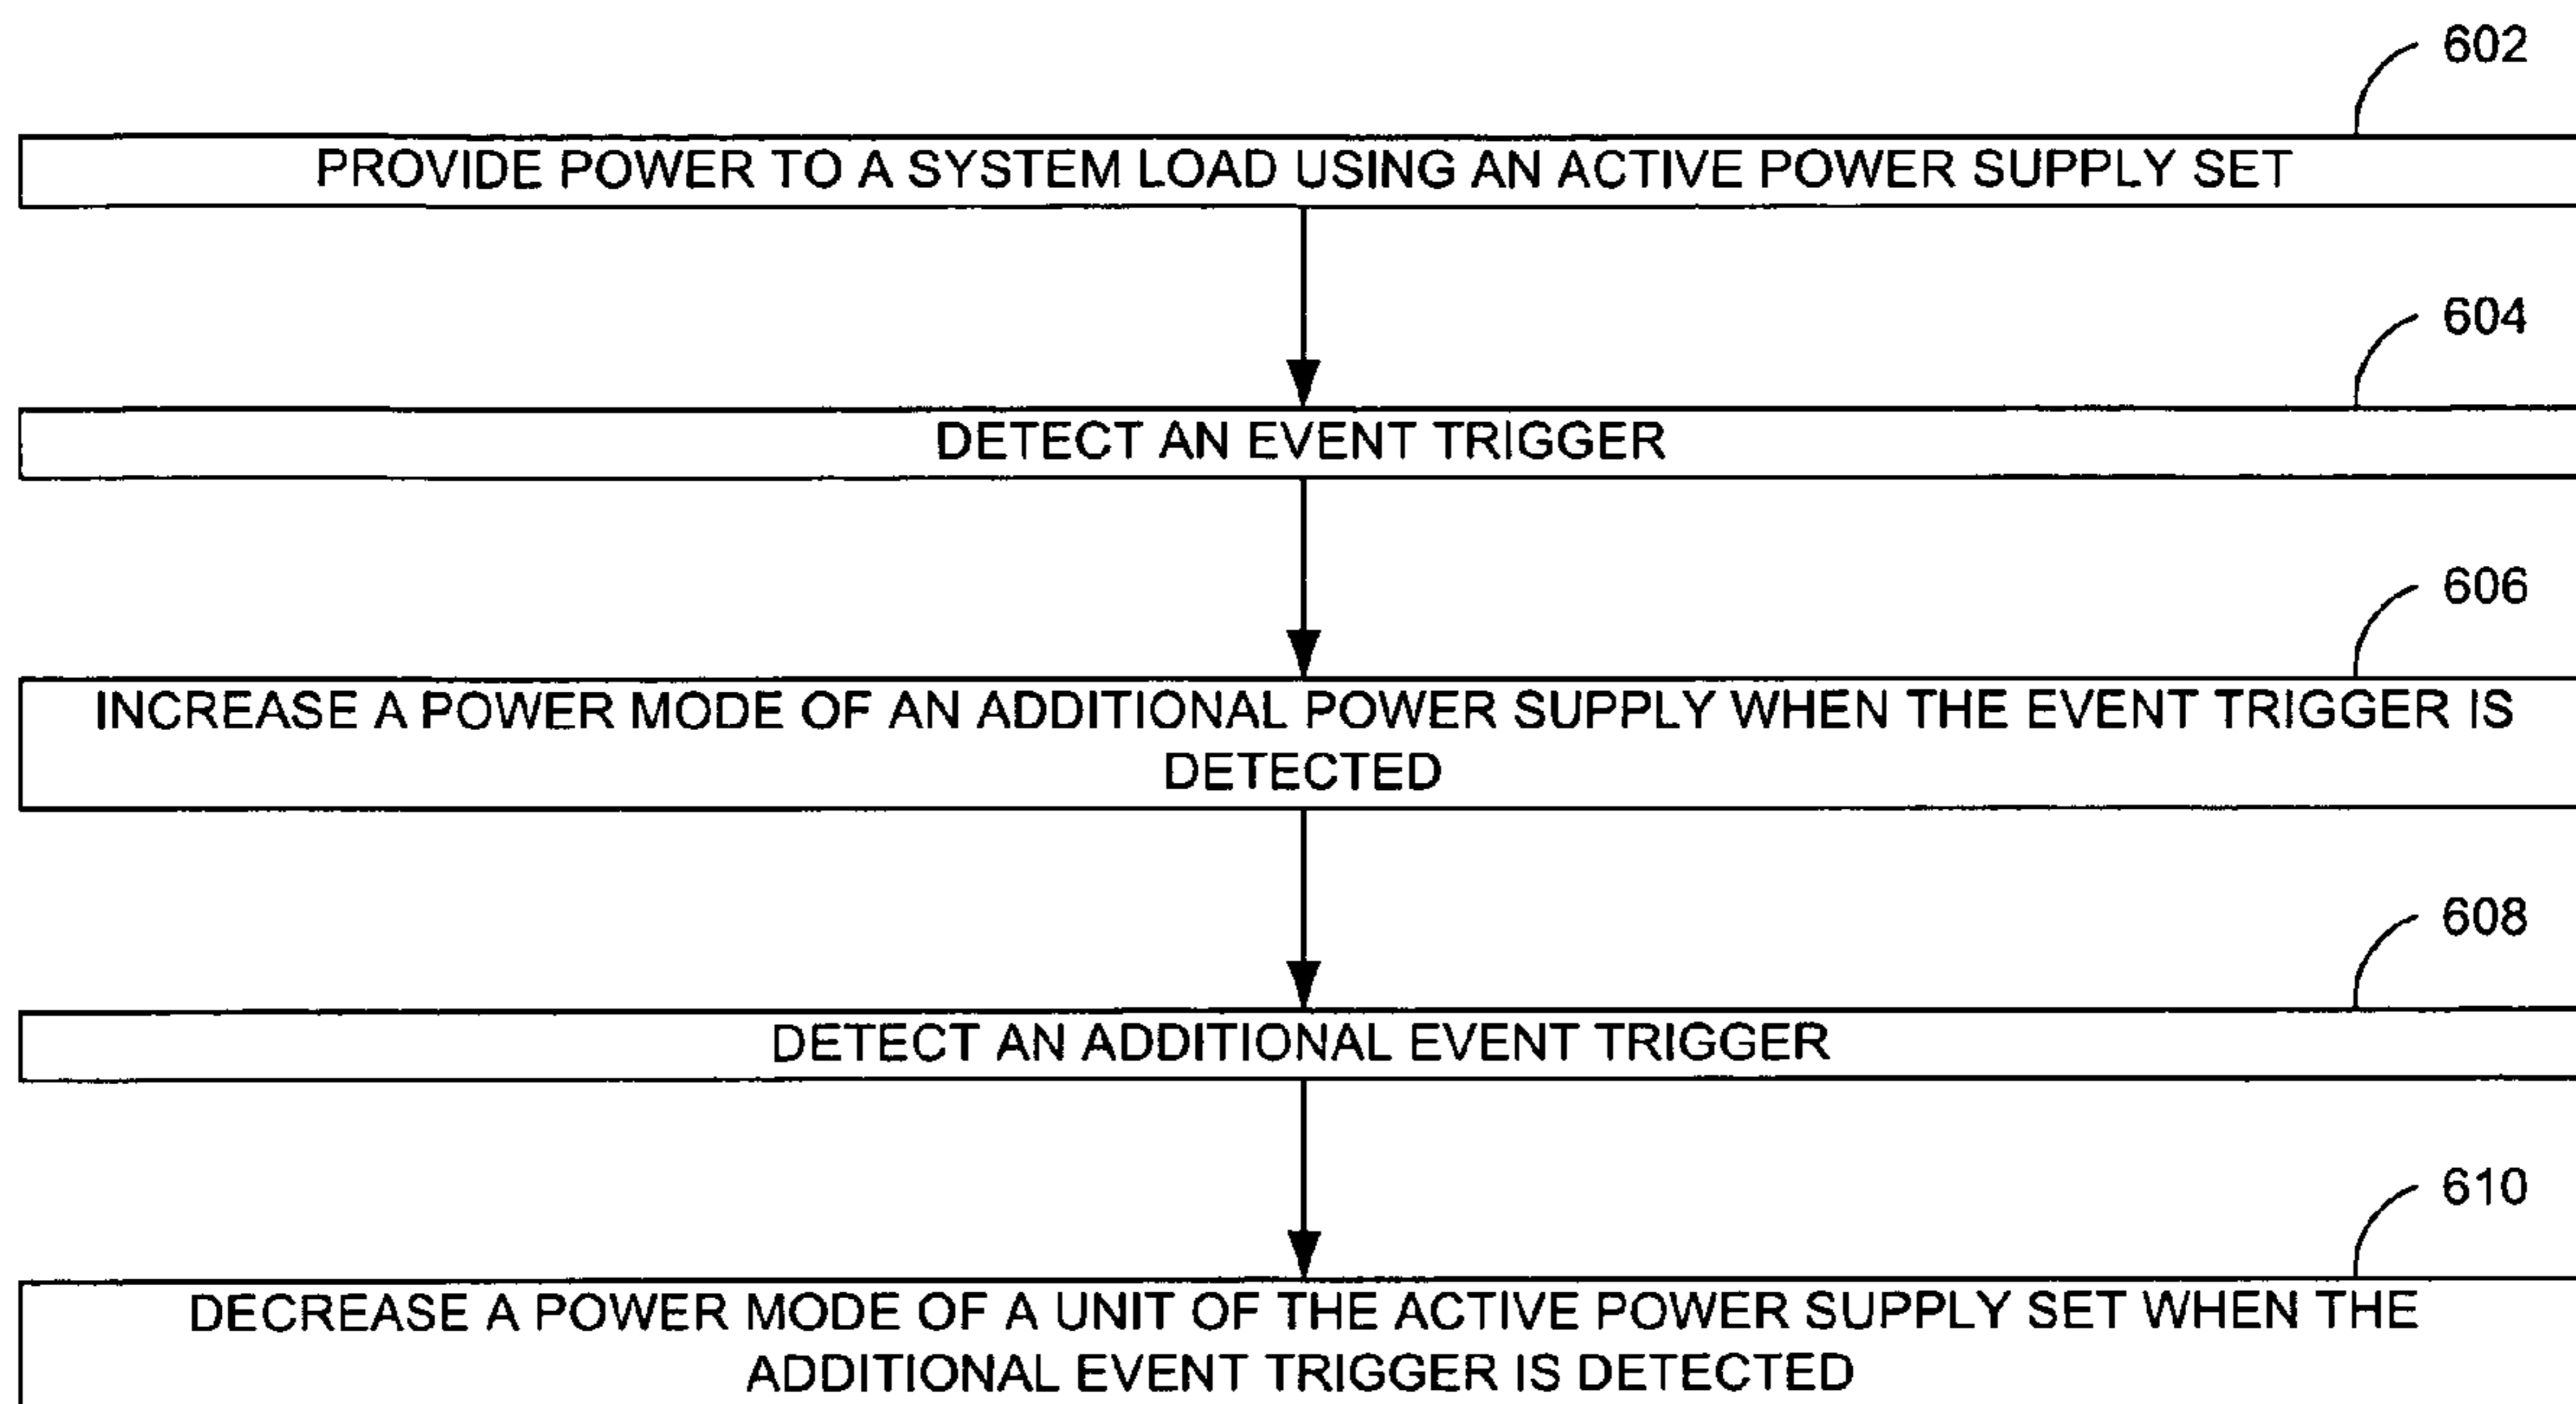 602
PROVIDE POWER TO A SYSTEM LOAD USING AN ACTIVE POWER SUPPLY SET
604
DETECT AN EVENT TRIGGER
606
INCREASE A POWER MODE OF AN ADDITIONAL POWER SUPPLY WHEN THE EVENT TRIGGER IS
DETECTED
608
DETECT AN ADDITIONAL EVENT TRIGGER
610
DECREASE A POWER MODE OF A UNIT OF THE ACTIVE POWER SUPPLY SET WHEN THE
ADDITIONAL EVENT TRIGGER IS DETECTED